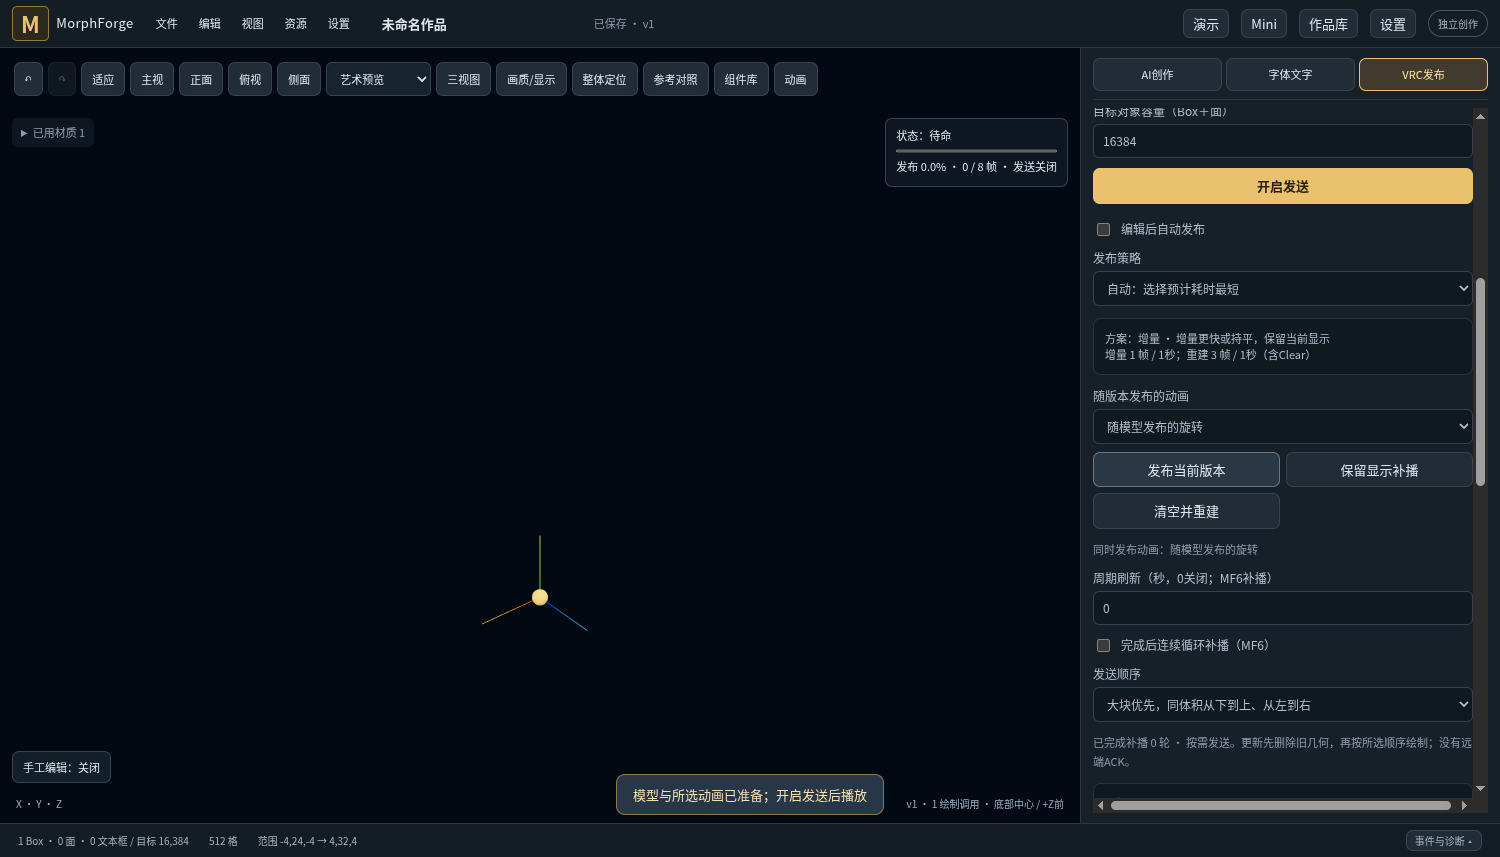 M MorphForge 文件 编辑 视图 资源 设置 未命名作品 已保存 · v1 演示 Mini 作品库 设置 独立创作
↶ ↷ 适应 主视 正面 俯视 侧面 艺术预览 三视图 画质/显示 整体定位 参考对照 组件库 动画
▶ 已用材质 1
状态：待命
发布 0.0% · 0 / 8 帧 · 发送关闭
AI创作 字体文字 VRC发布
目标对象容量（Box＋面）
16384
开启发送
编辑后自动发布
发布策略
自动：选择预计耗时最短
方案：增量 · 增量更快或持平，保留当前显示
增量 1 帧 / 1秒；重建 3 帧 / 1秒（含Clear）
随版本发布的动画
随模型发布的旋转
发布当前版本 保留显示补播
清空并重建
同时发布动画：随模型发布的旋转
周期刷新（秒，0关闭；MF6补播）
0
完成后连续循环补播（MF6）
发送顺序
大块优先，同体积从下到上、从左到右
已完成补播 0 轮 · 按需发送。更新先删除旧几何，再按所选顺序绘制；没有远
端ACK。
手工编辑：关闭
X · Y · Z
模型与所选动画已准备；开启发送后播放
v1 · 1 绘制调用 · 底部中心 / +Z前
1 Box · 0 面 · 0 文本框 / 目标 16,384 512 格 范围 -4,24,-4 → 4,32,4 事件与诊断